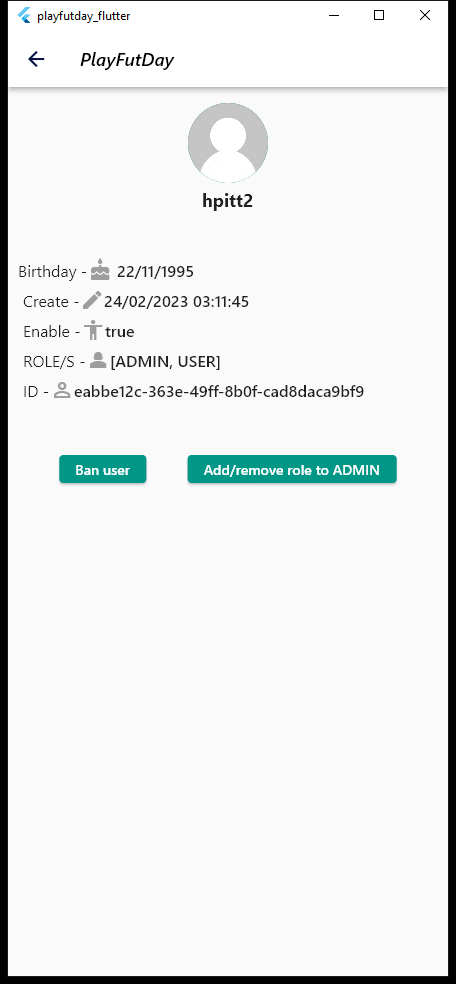 playfutday_flutter
PlayFutDay
hpitt2
Birthday - 22/11/1995
Create - 24/02/2023 03:11:45
Enable - true
ROLE/S - [ADMIN, USER]
ID - eabbe12c-363e-49ff-8b0f-cad8daca9bf9
Ban user
Add/remove role to ADMIN